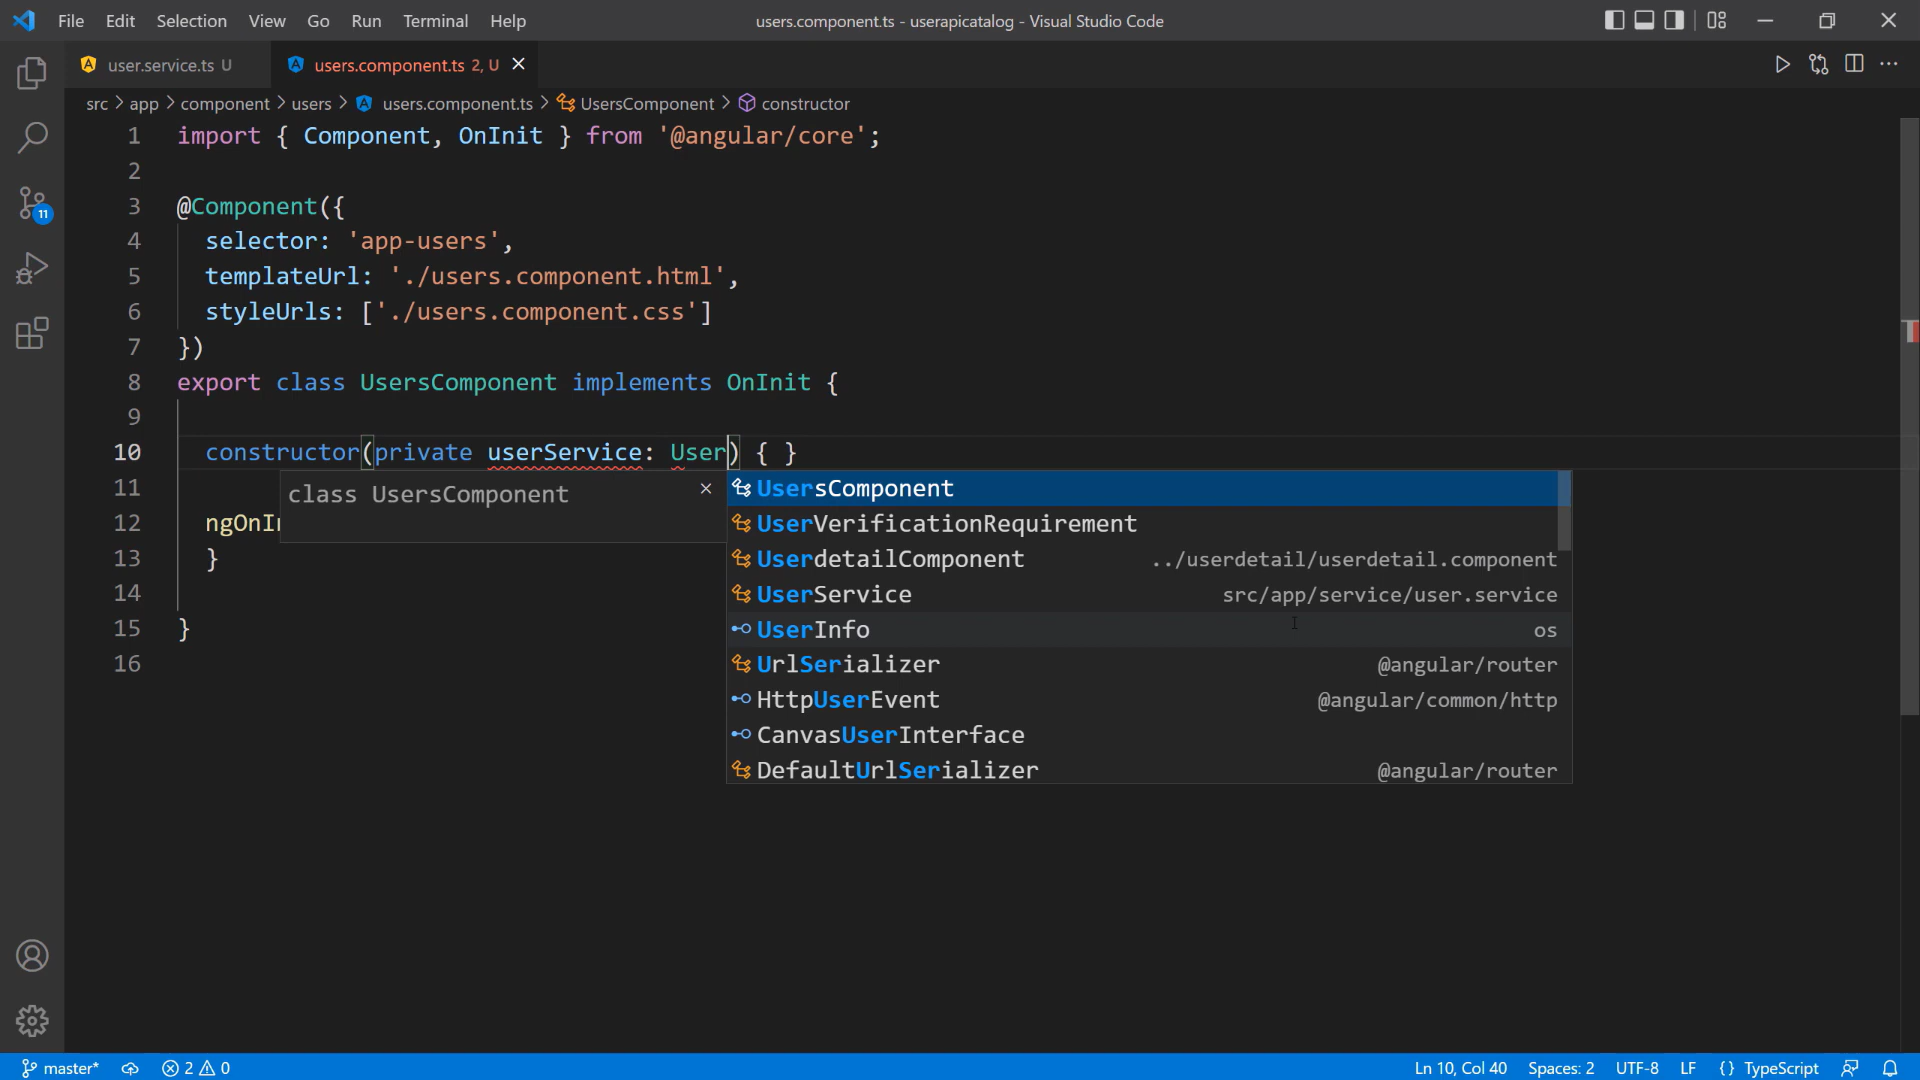 File Edit Selection View Go Run Terminal Help users.component.ts - userapicatalog - Visual Studio Code
user.service.ts U users.component.ts 2, U
src > app > component > users > users.component.ts > UsersComponent > constructor
1 import { Component, OnInit } from '@angular/core';
2
3 @Component({
4 selector: 'app-users',
5 templateUrl: './users.component.html',
6 styleUrls: ['./users.component.css']
7 })
8 export class UsersComponent implements OnInit {
9
10 constructor(private userService: User) { }
11 class UsersComponent × UsersComponent
12 ngOnIn UserVerificationRequirement
13 } UserdetailComponent ../userdetail/userdetail.component
14 UserService src/app/service/user.service
15 } UserInfo os
16 UrlSerializer @angular/router
HttpUserEvent @angular/common/http
CanvasUserInterface
DefaultUrlSerializer @angular/router
11
master* 2 0 Ln 10, Col 40 Spaces: 2 UTF-8 LF {} TypeScript